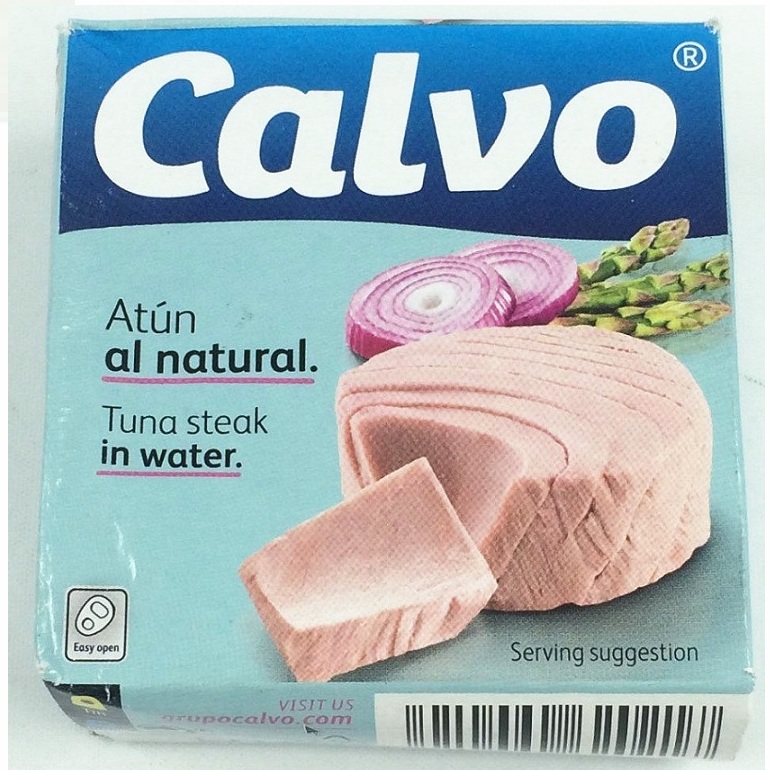 Calvo®
Atún
al natural.
Tuna steak
in water.
Easy open
Serving suggestion
VISIT US
grupocalvo.com